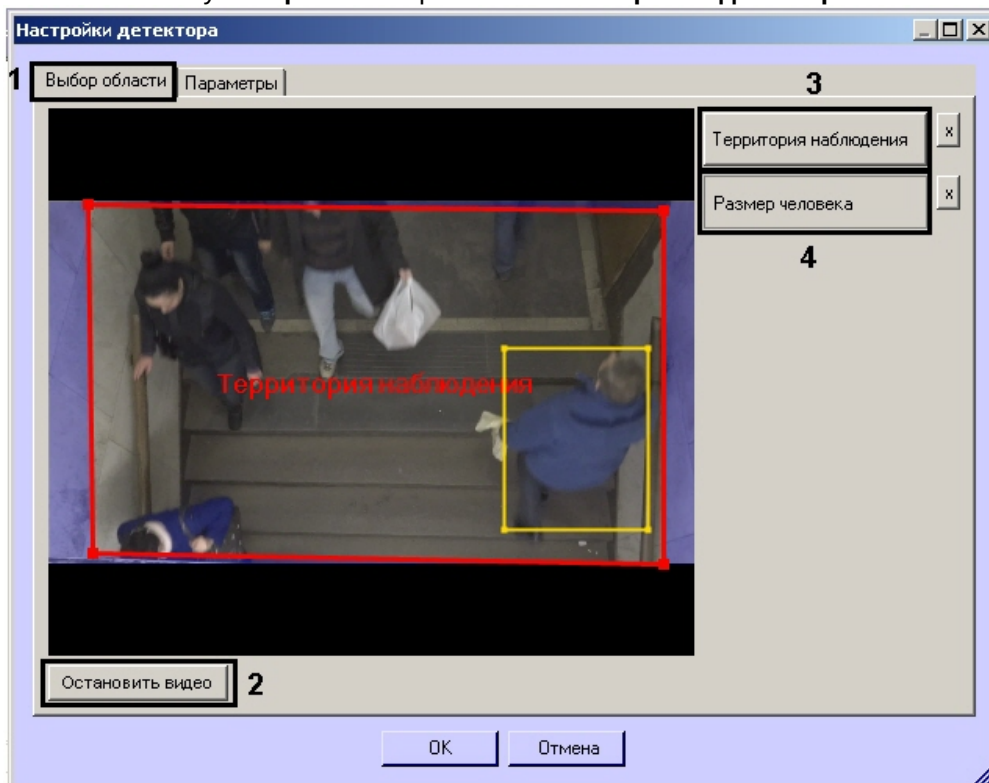 Настройки детектора
1
Выбор области
Параметры
3
Территория наблюдения
x
Размер человека
x
4
Территория наблюдения
Остановить видео
2
OK
Отмена